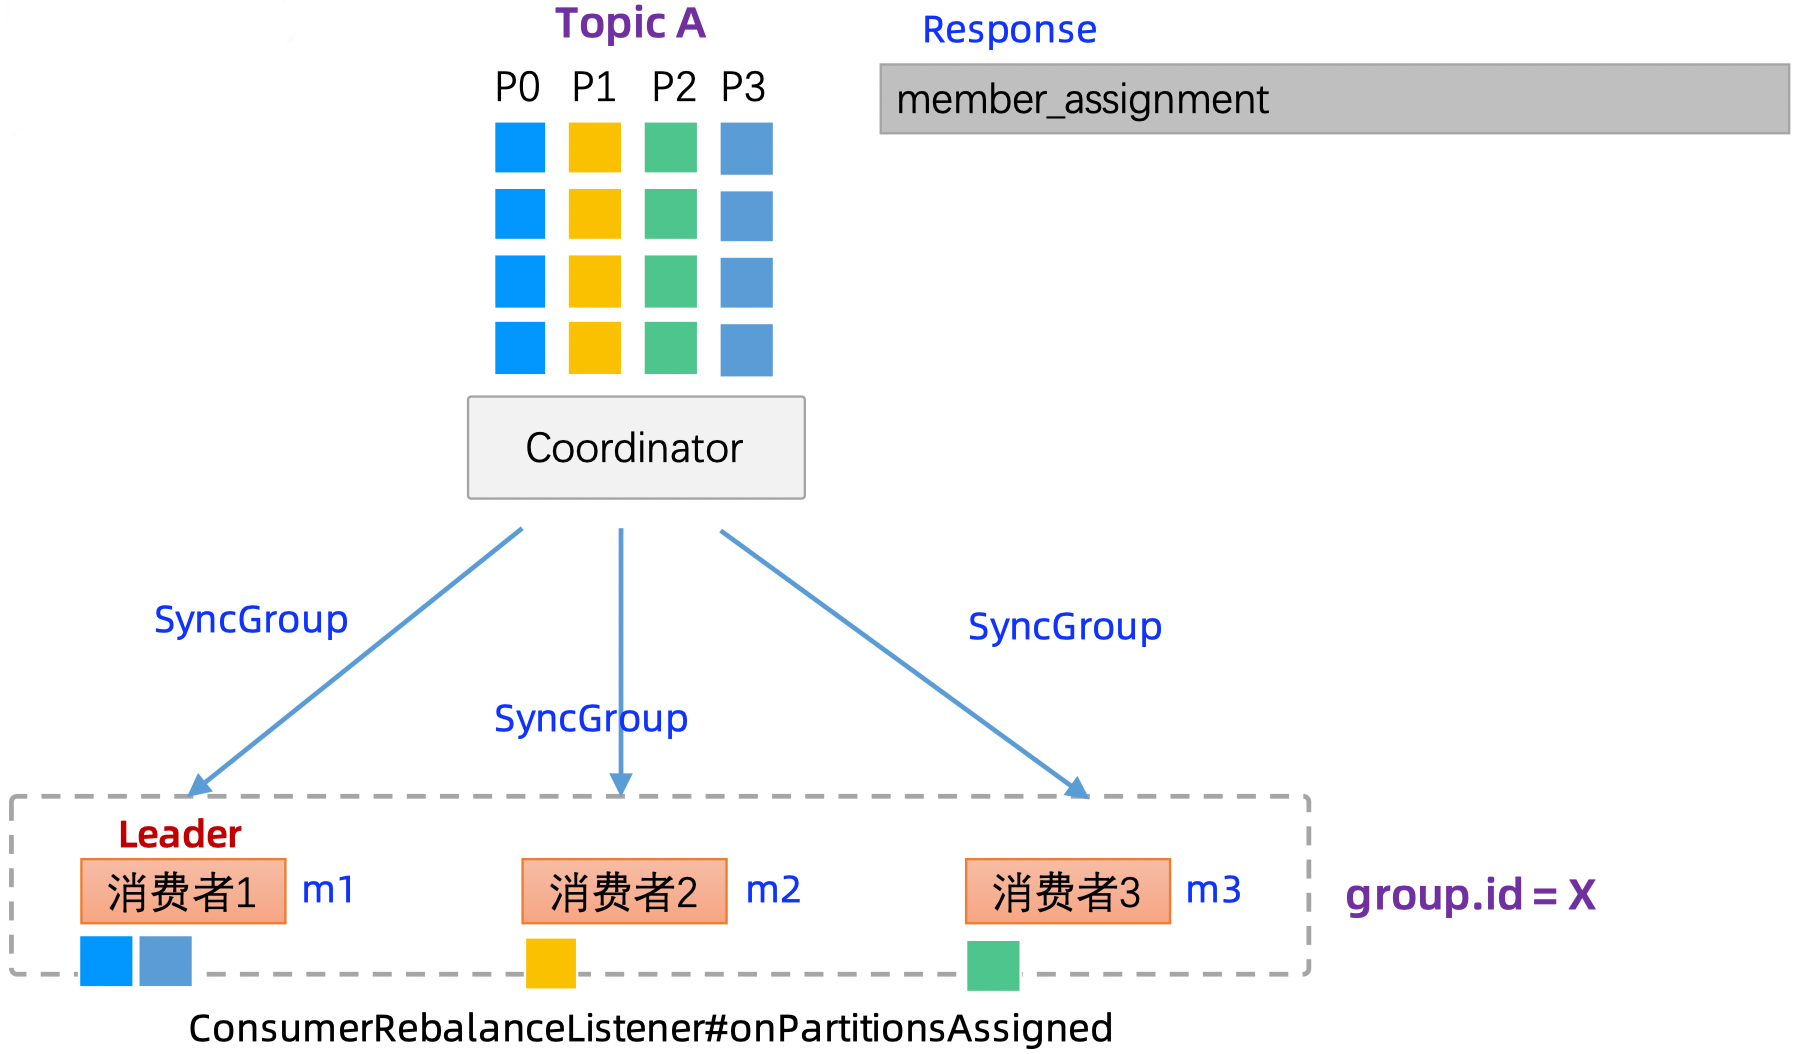 Topic A
Response
P0 P1 P2 P3
member_assignment
Coordinator
SyncGroup
SyncGroup
SyncGroup
Leader
消费者1 m1
消费者2 m2
消费者3 m3
group.id = X
ConsumerRebalanceListener#onPartitionsAssigned